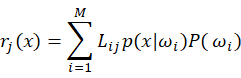 $$r_j(x) = \sum_{i=1}^{M} L_{ij} p(x|\omega_i) P(\omega_i)$$